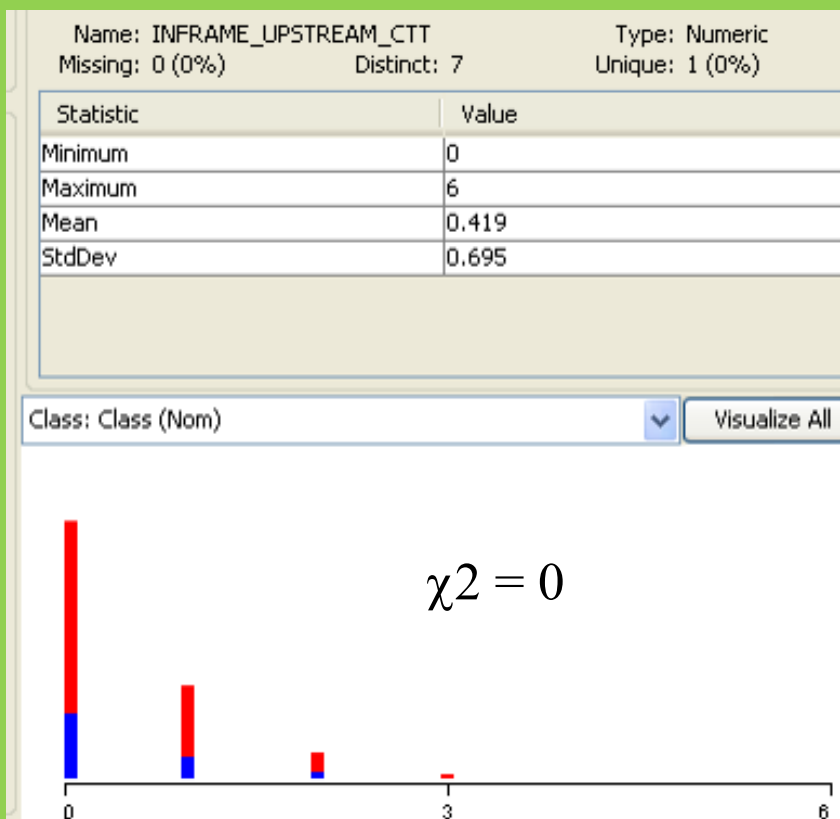 Name: INFRAME_UPSTREAM_CTT Type: Numeric
Missing: 0 (0%) Distinct: 7 Unique: 1 (0%)
Statistic Value
Minimum 0
Maximum 6
Mean 0.419
StdDev 0.695
Class: Class (Nom) Visualize All
χ2 = 0
0 3 6